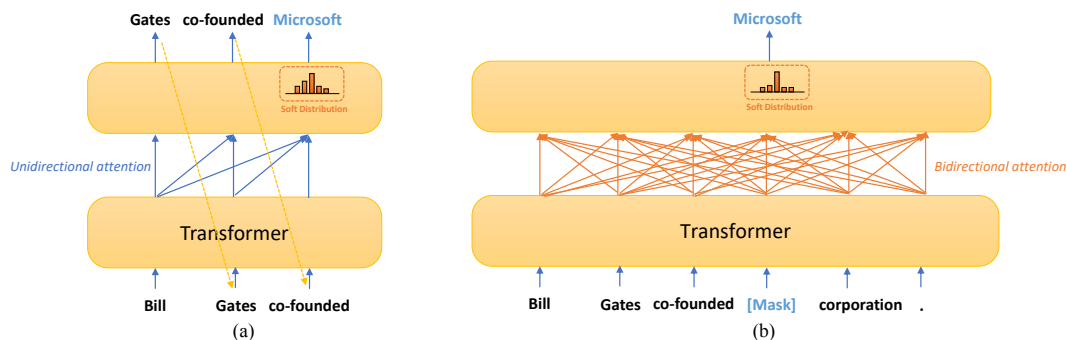 Gates co-founded Microsoft
Soft Distribution
Unidirectional attention
Transformer
Bill Gates co-founded
(a)
Microsoft
Soft Distribution
Bidirectional attention
Transformer
Bill Gates co-founded [Mask] corporation .
(b)